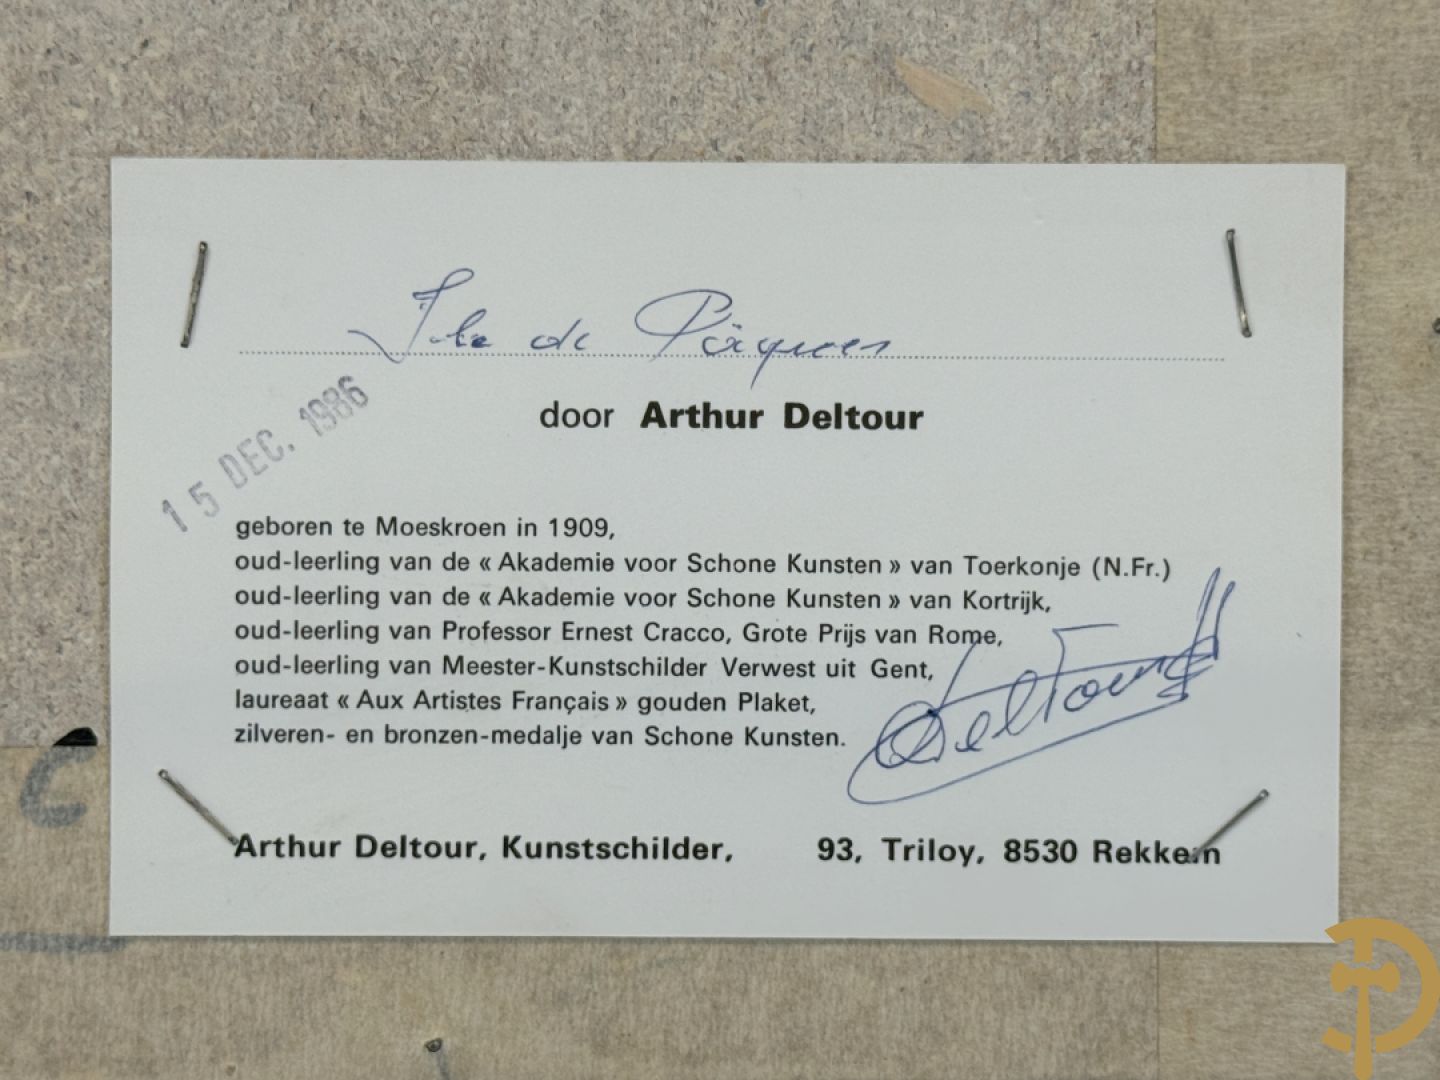 Ile de Pâques
door Arthur Deltour
15 DEC. 1986
geboren te Moeskroen in 1909,
oud-leerling van de « Akademie voor Schone Kunsten » van Toerkonje (N.Fr.)
oud-leerling van de « Akademie voor Schone Kunsten » van Kortrijk,
oud-leerling van Professor Ernest Cracco, Grote Prijs van Rome,
oud-leerling van Meester-Kunstschilder Verwest uit Gent,
laureaat « Aux Artistes Français » gouden Plaket,
zilveren- en bronzen-medalje van Schone Kunsten.
Deltour
Arthur Deltour, Kunstschilder, 93, Triloy, 8530 Rekkem